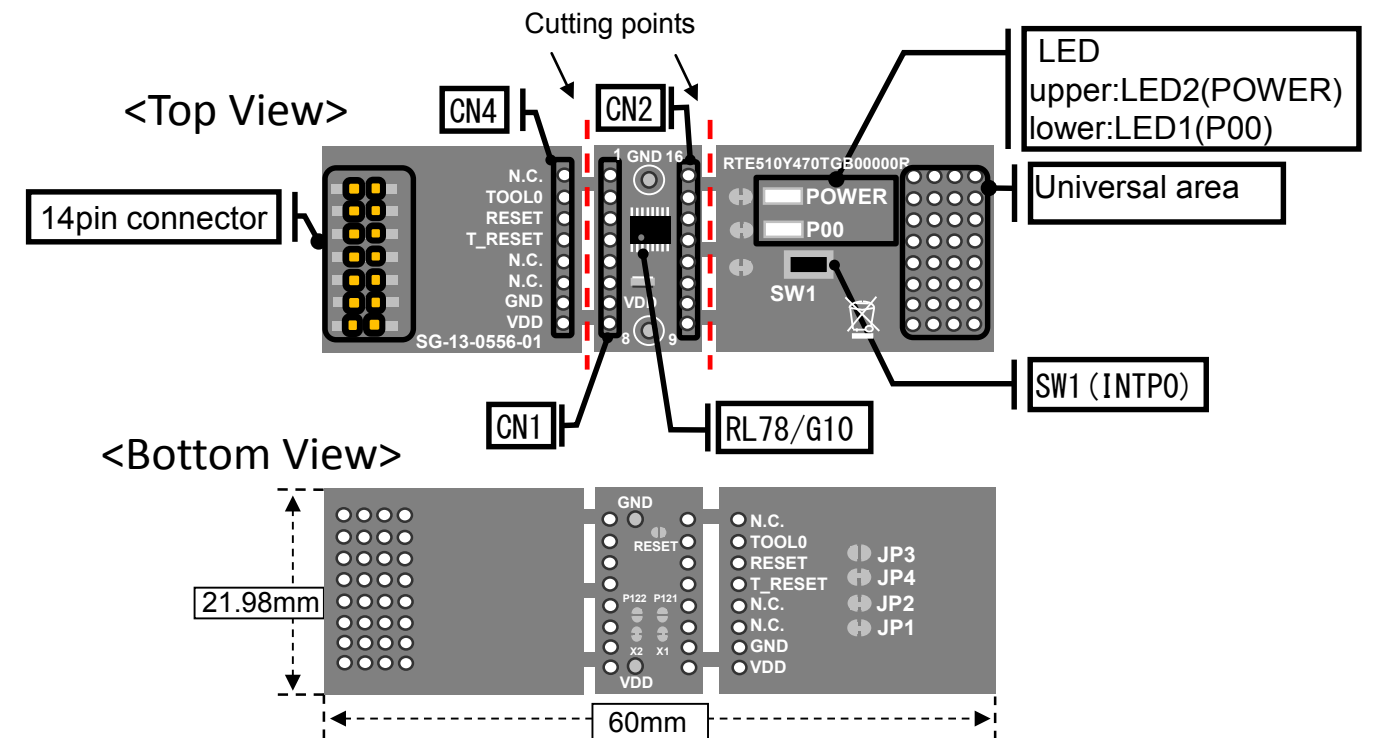 Cutting points
<Top View>
CN4
CN2
LED
upper:LED2(POWER)
lower:LED1(P00)
14pin connector
N.C.
TOOL0
RESET
T_RESET
N.C.
N.C.
GND
VDD
SG-13-0556-01
1 GND 16
VDD
8 9
RTE510Y470TGB00000R
POWER
P00
SW1
Universal area
SW1(INTP0)
CN1
RL78/G10
<Bottom View>
21.98mm
GND
RESET
P122 P121
X2 X1
VDD
N.C.
TOOL0
RESET
T_RESET
N.C.
N.C.
GND
VDD
JP3
JP4
JP2
JP1
60mm